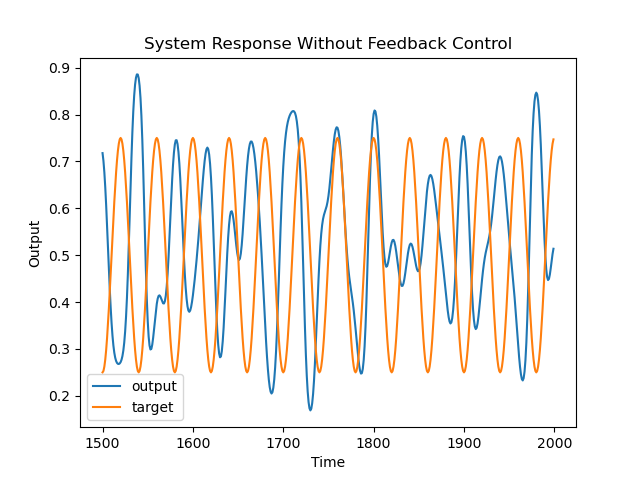 System Response Without Feedback Control
0.9
0.8
0.7
0.6
0.5
0.4
0.3
0.2
Output
output
target
1500 1600 1700 1800 1900 2000
Time